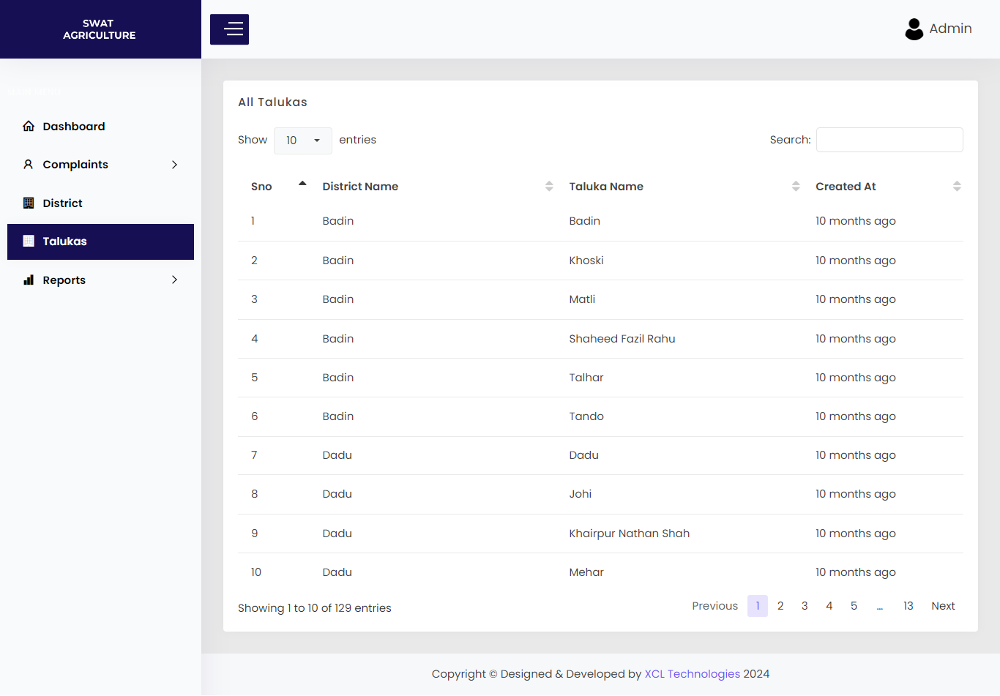 SWAT
AGRICULTURE
Admin
Dashboard
Complaints
District
Talukas
Reports
All Talukas
Show 10 entries
Search:
Sno District Name Taluka Name Created At
1 Badin Badin 10 months ago
2 Badin Khoski 10 months ago
3 Badin Matli 10 months ago
4 Badin Shaheed Fazil Rahu 10 months ago
5 Badin Talhar 10 months ago
6 Badin Tando 10 months ago
7 Dadu Dadu 10 months ago
8 Dadu Johi 10 months ago
9 Dadu Khairpur Nathan Shah 10 months ago
10 Dadu Mehar 10 months ago
Showing 1 to 10 of 129 entries
Previous 1 2 3 4 5 … 13 Next
Copyright © Designed & Developed by XCL Technologies 2024